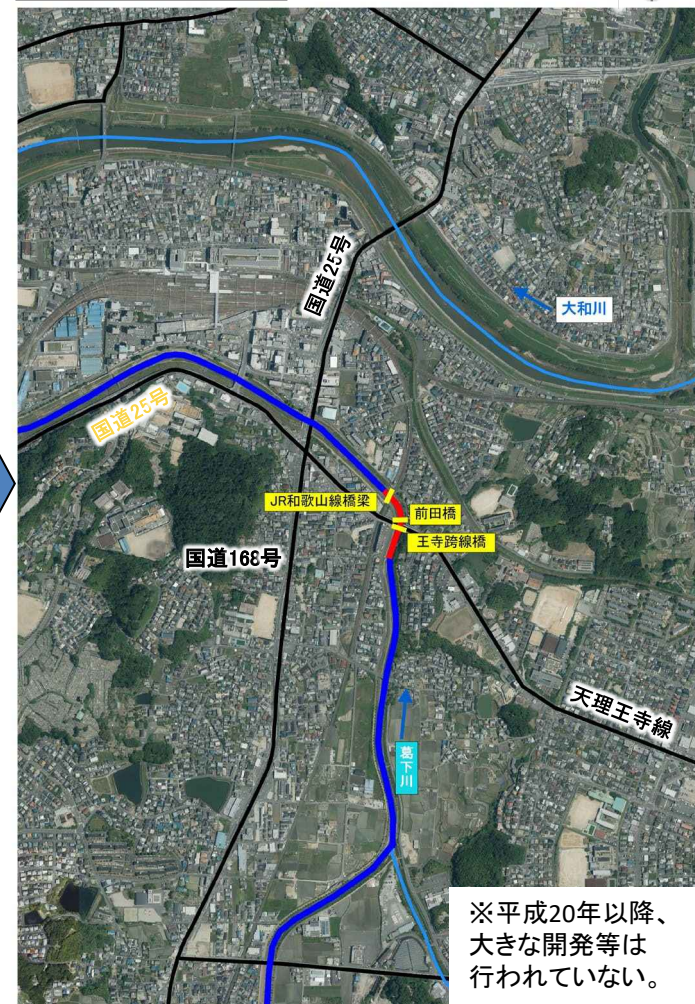 国道25号
大和川
国道25号
JR和歌山線橋梁
前田橋
王寺跨線橋
国道168号
天理王寺線
葛下川
※平成20年以降、
大きな開発等は
行われていない。